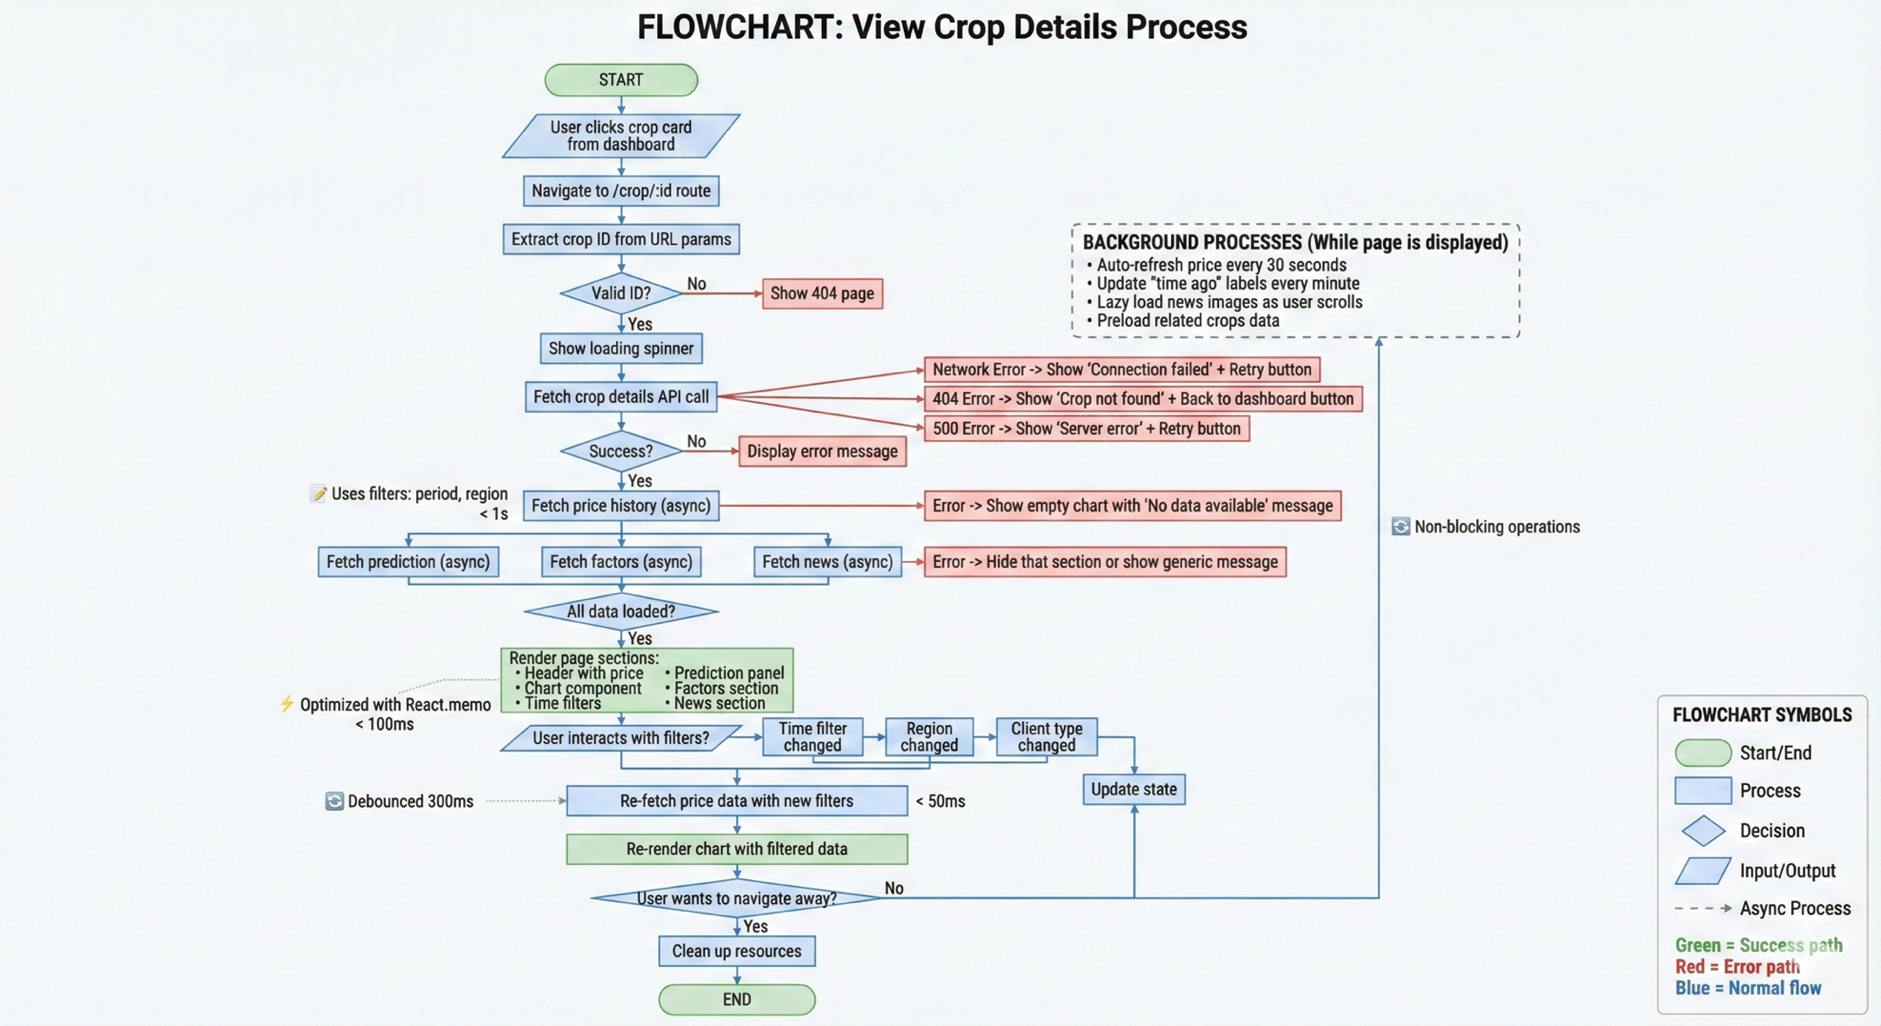 FLOWCHART: View Crop Details Process
START
User clicks crop card
from dashboard
Navigate to /crop/:id route
Extract crop ID from URL params
Valid ID?
No
Show 404 page
Yes
Show loading spinner
Fetch crop details API call
Network Error -> Show ‘Connection failed’ + Retry button
404 Error -> Show ‘Crop not found’ + Back to dashboard button
500 Error -> Show ‘Server error’ + Retry button
Success?
No
Display error message
Yes
Uses filters: period, region
< 1s
Fetch price history (async)
Error -> Show empty chart with 'No data available' message
Fetch prediction (async)
Fetch factors (async)
Fetch news (async)
Error -> Hide that section or show generic message
All data loaded?
Yes
Render page sections:
• Header with price
• Chart component
• Time filters
• Prediction panel
• Factors section
• News section
Optimized with React.memo
< 100ms
User interacts with filters?
Time filter
changed
Region
changed
Client type
changed
Update state
Debounced 300ms
Re-fetch price data with new filters
< 50ms
Re-render chart with filtered data
User wants to navigate away?
No
Yes
Clean up resources
END
BACKGROUND PROCESSES (While page is displayed)
• Auto-refresh price every 30 seconds
• Update “time ago” labels every minute
• Lazy load news images as user scrolls
• Preload related crops data
Non-blocking operations
FLOWCHART SYMBOLS
Start/End
Process
Decision
Input/Output
Async Process
Green = Success path
Red = Error path
Blue = Normal flow